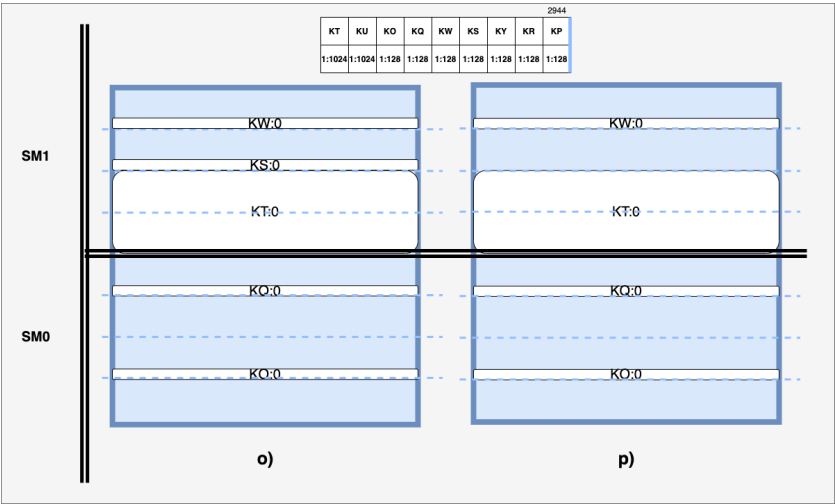 2944
KT KU KO KQ KW KS KY KR KP
1:1024 1:1024 1:128 1:128 1:128 1:128 1:128 1:128 1:128
KW:0 KW:0
SM1
KS:0
KT:0 KT:0
KQ:0 KQ:0
SM0
KO:0 KO:0
o) p)